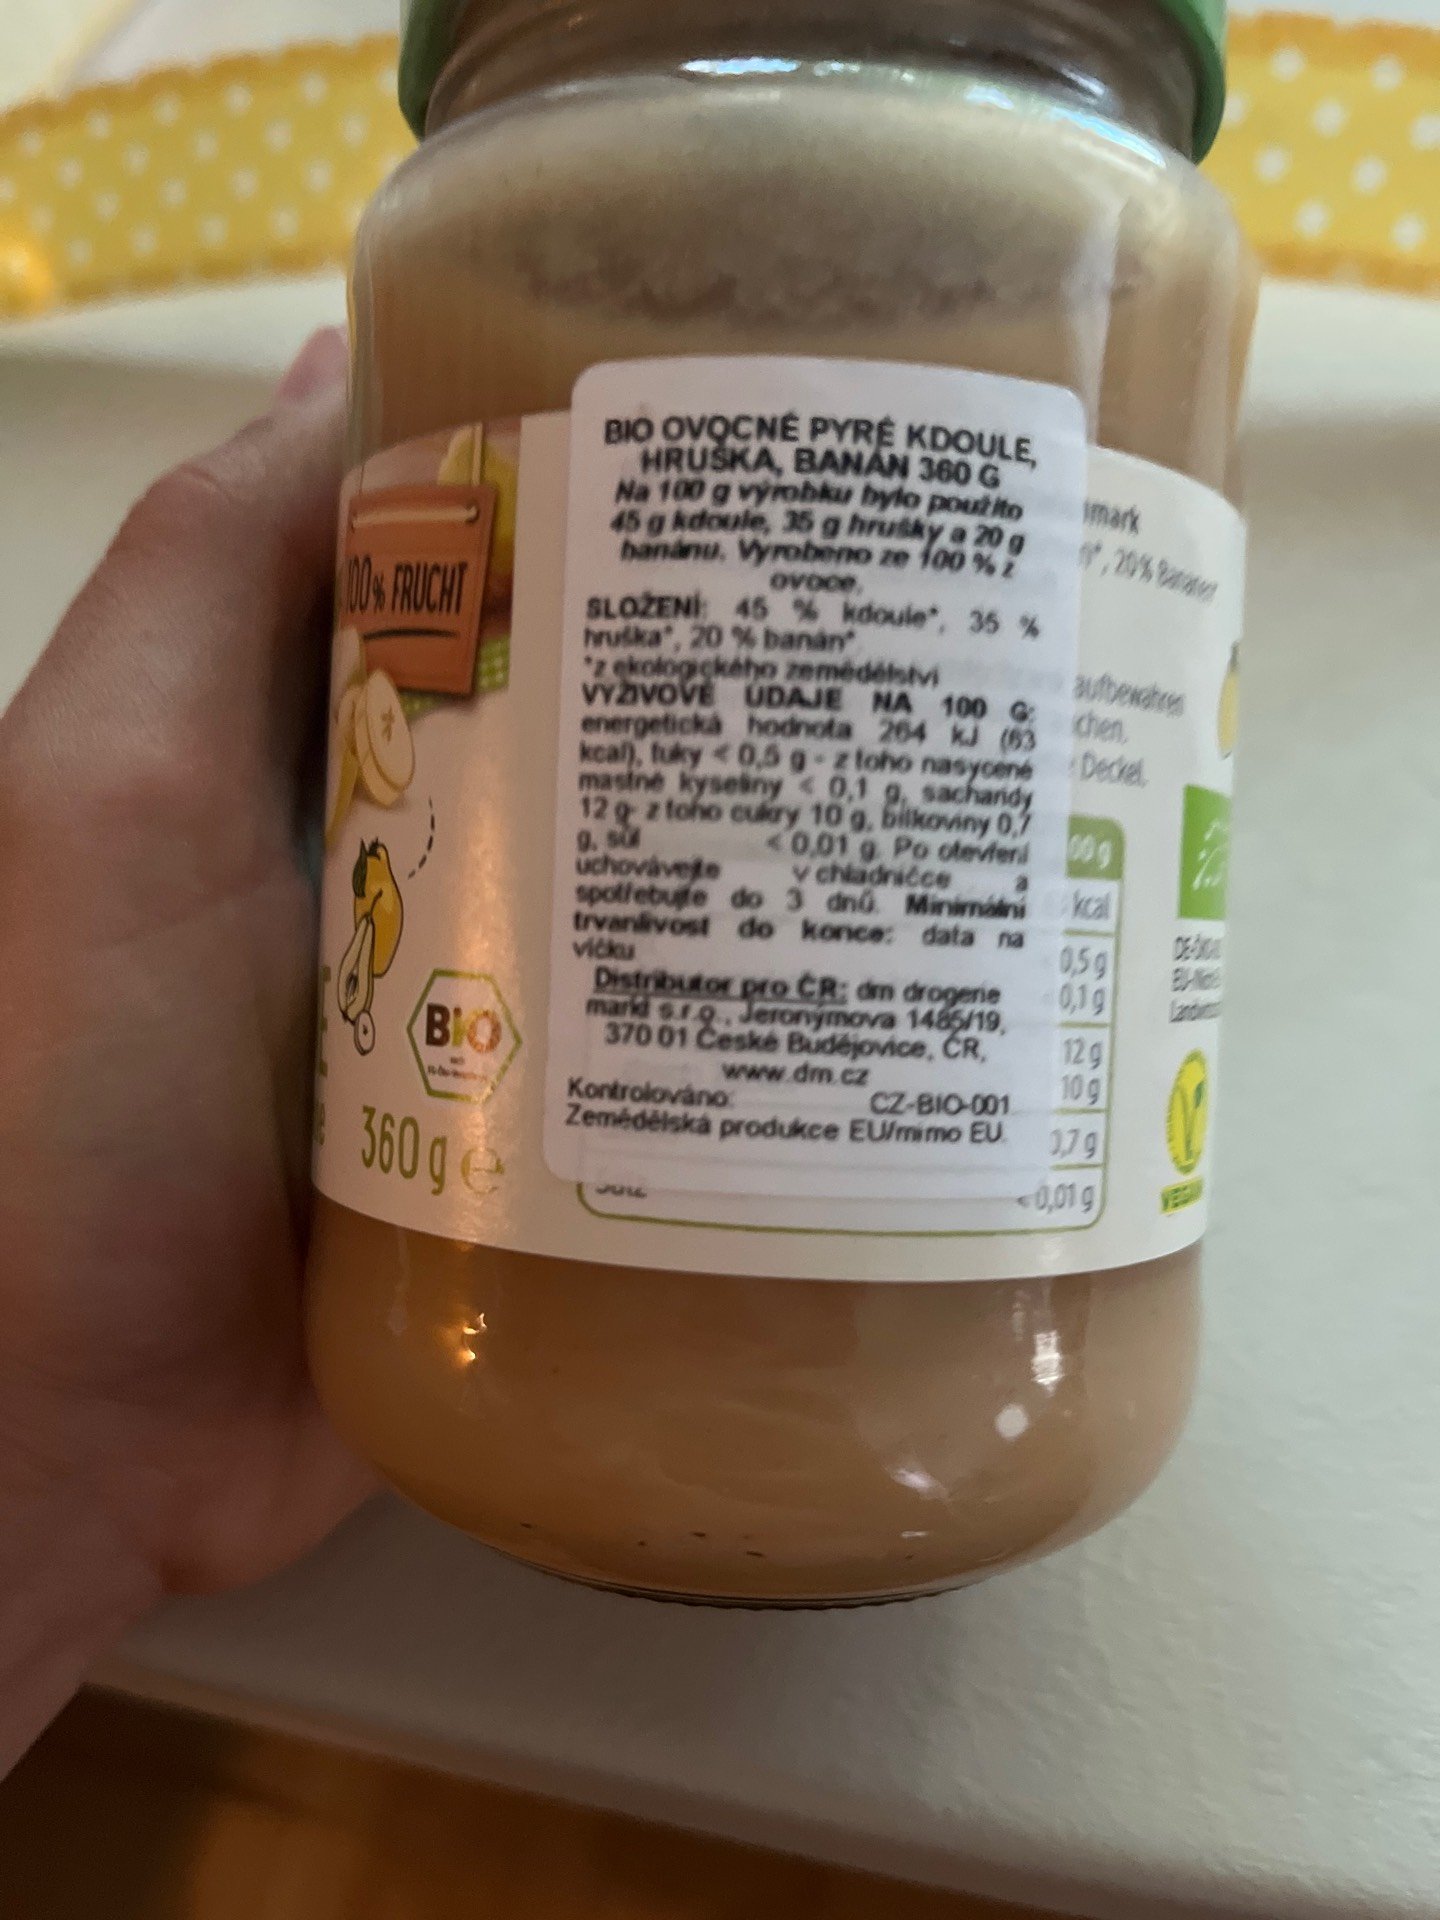 BIO OVOCNÉ PYRÉ KDOULE,
HRUŠKA, BANÁN 360 G
Na 100 g výrobku bylo použito
45 g kdoule, 35 g hrušky a 20 g
banánu. Vyrobeno ze 100 % z
ovoce.
SLOŽENÍ: 45 % kdoule*, 35 %
hruška*, 20 % banán*
*z ekologického zemědělství
VÝŽIVOVÉ ÚDAJE NA 100 G:
energetická hodnota 264 kJ (63
kcal), tuky < 0,5 g - z toho nasycené
mastné kyseliny < 0,1 g, sacharidy
12 g- z toho cukry 10 g, bílkoviny 0,7
g, sůl < 0,01 g. Po otevření
uchovávejte v chladničce a
spotřebujte do 3 dnů. Minimální
trvanlivost do konce: data na
víčku
Distributor pro ČR: dm drogerie
markt s.r.o., Jeronýmova 1485/19,
370 01 České Budějovice, ČR,
www.dm.cz
Kontrolováno: CZ-BIO-001
Zemědělská produkce EU/mimo EU.
100% FRUCHT
BIO
360 g e
20% Bananen*
aufbewahren
Deckel.
kcal
0,5 g
0,1 g
12 g
10 g
0,7 g
< 0,01 g
VEGAN